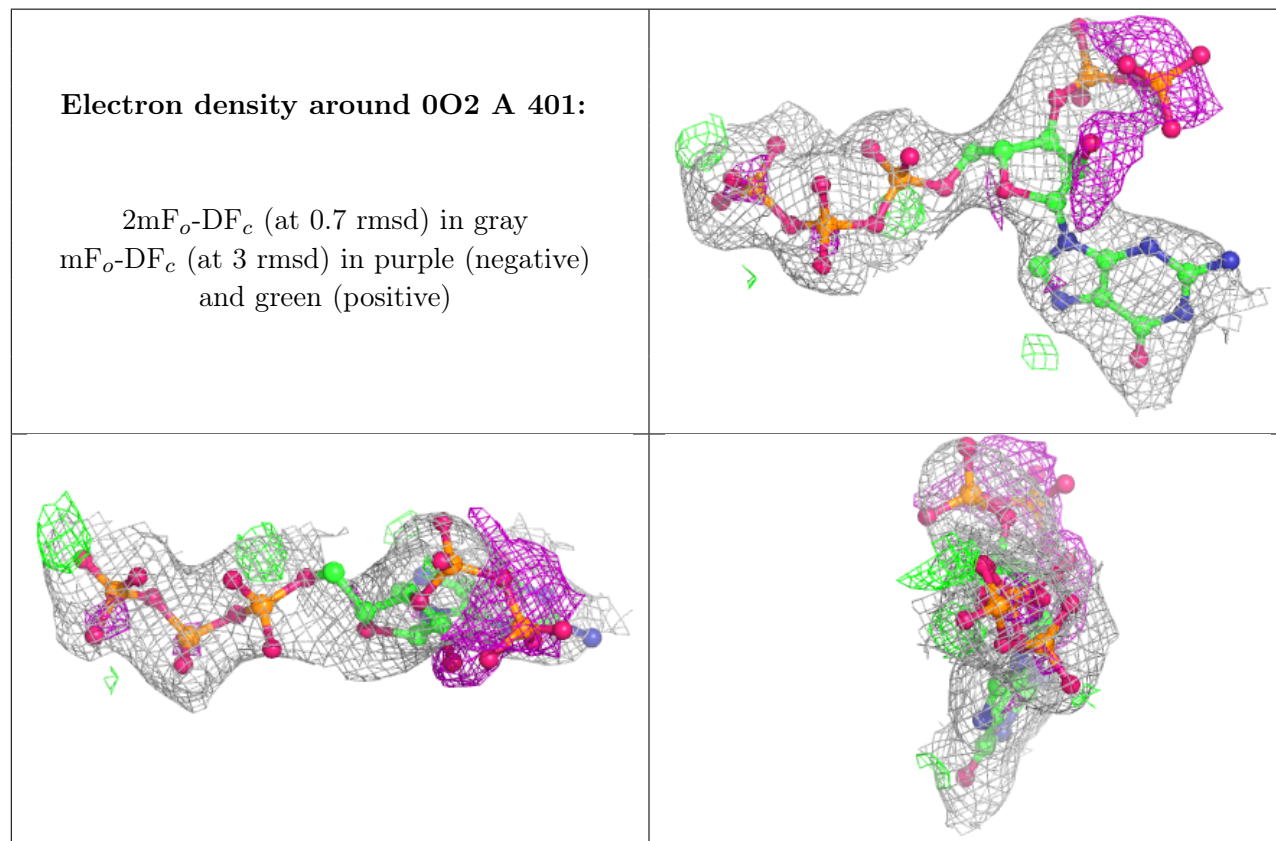 Electron density around 0O2 A 401:
2mFo-DFc (at 0.7 rmsd) in gray
mFo-DFc (at 3 rmsd) in purple (negative)
and green (positive)